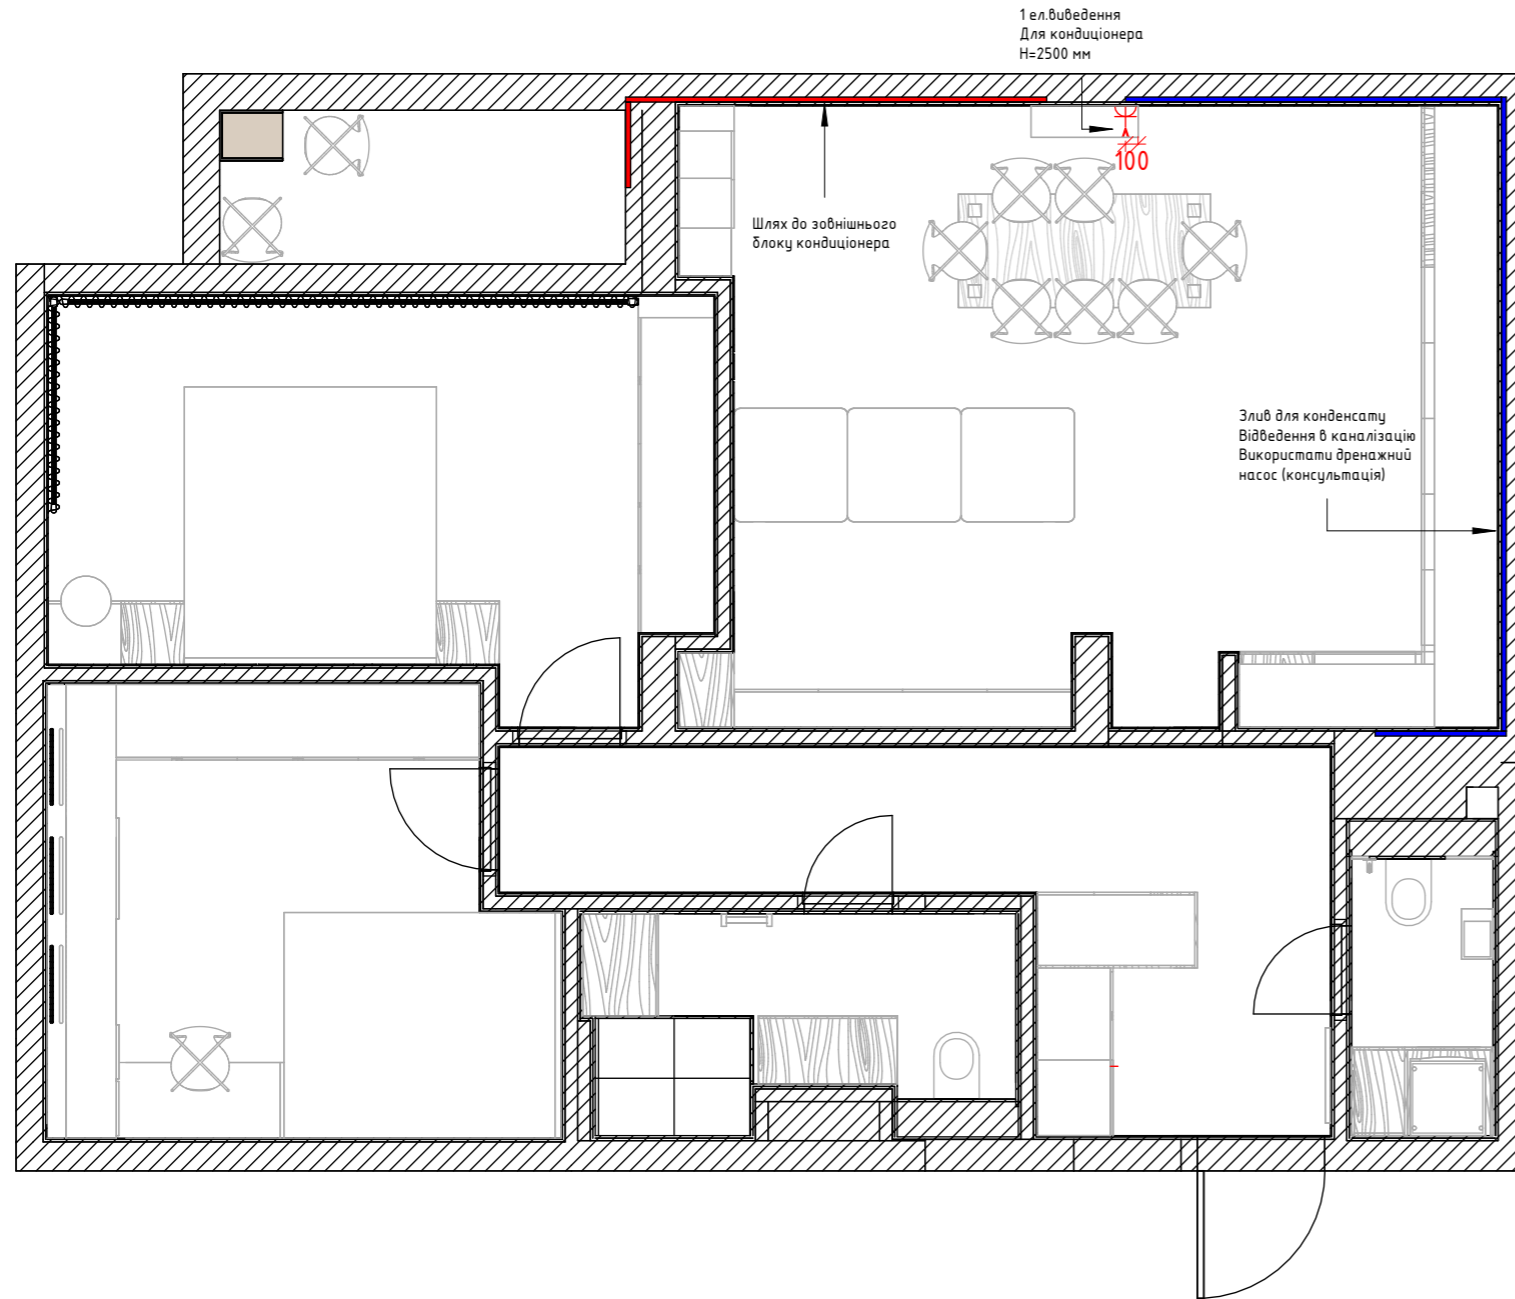 1 ел.виведення
Для кондиціонера
Н=2500 мм
100
Шлях до зовнішнього
блоку кондиціонера
Злив для конденсату
Відведення в каналізацію
Використати дренажний
насос (консультація)